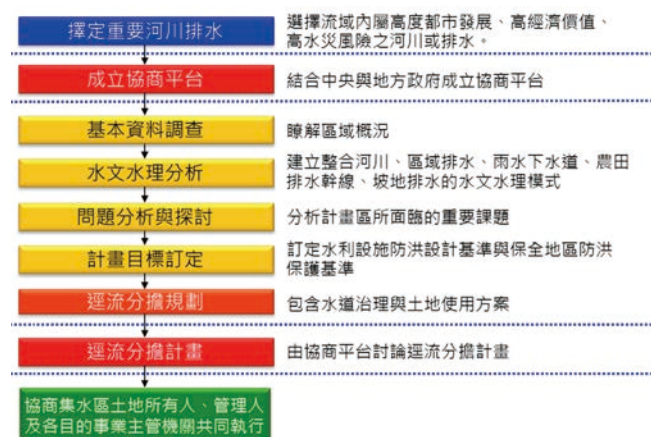 擇定重要河川排水
選擇流域內屬高度都市發展、高經濟價值、
高水災風險之河川或排水。
成立協商平台
結合中央與地方政府成立協商平台
基本資料調查
瞭解區域概況
水文水理分析
建立整合河川、區域排水、雨水下水道、農田
排水幹線、坡地排水的水文水理模式
問題分析與探討
分析計畫區所面臨的重要課題
計畫目標訂定
訂定水利設施防洪設計基準與保全地區防洪
保護基準
逕流分擔規劃
包含水道治理與土地使用方案
逕流分擔計畫
由協商平台討論逕流分擔計畫
協商集水區土地所有人、管理人
及各目的事業主管機關共同執行